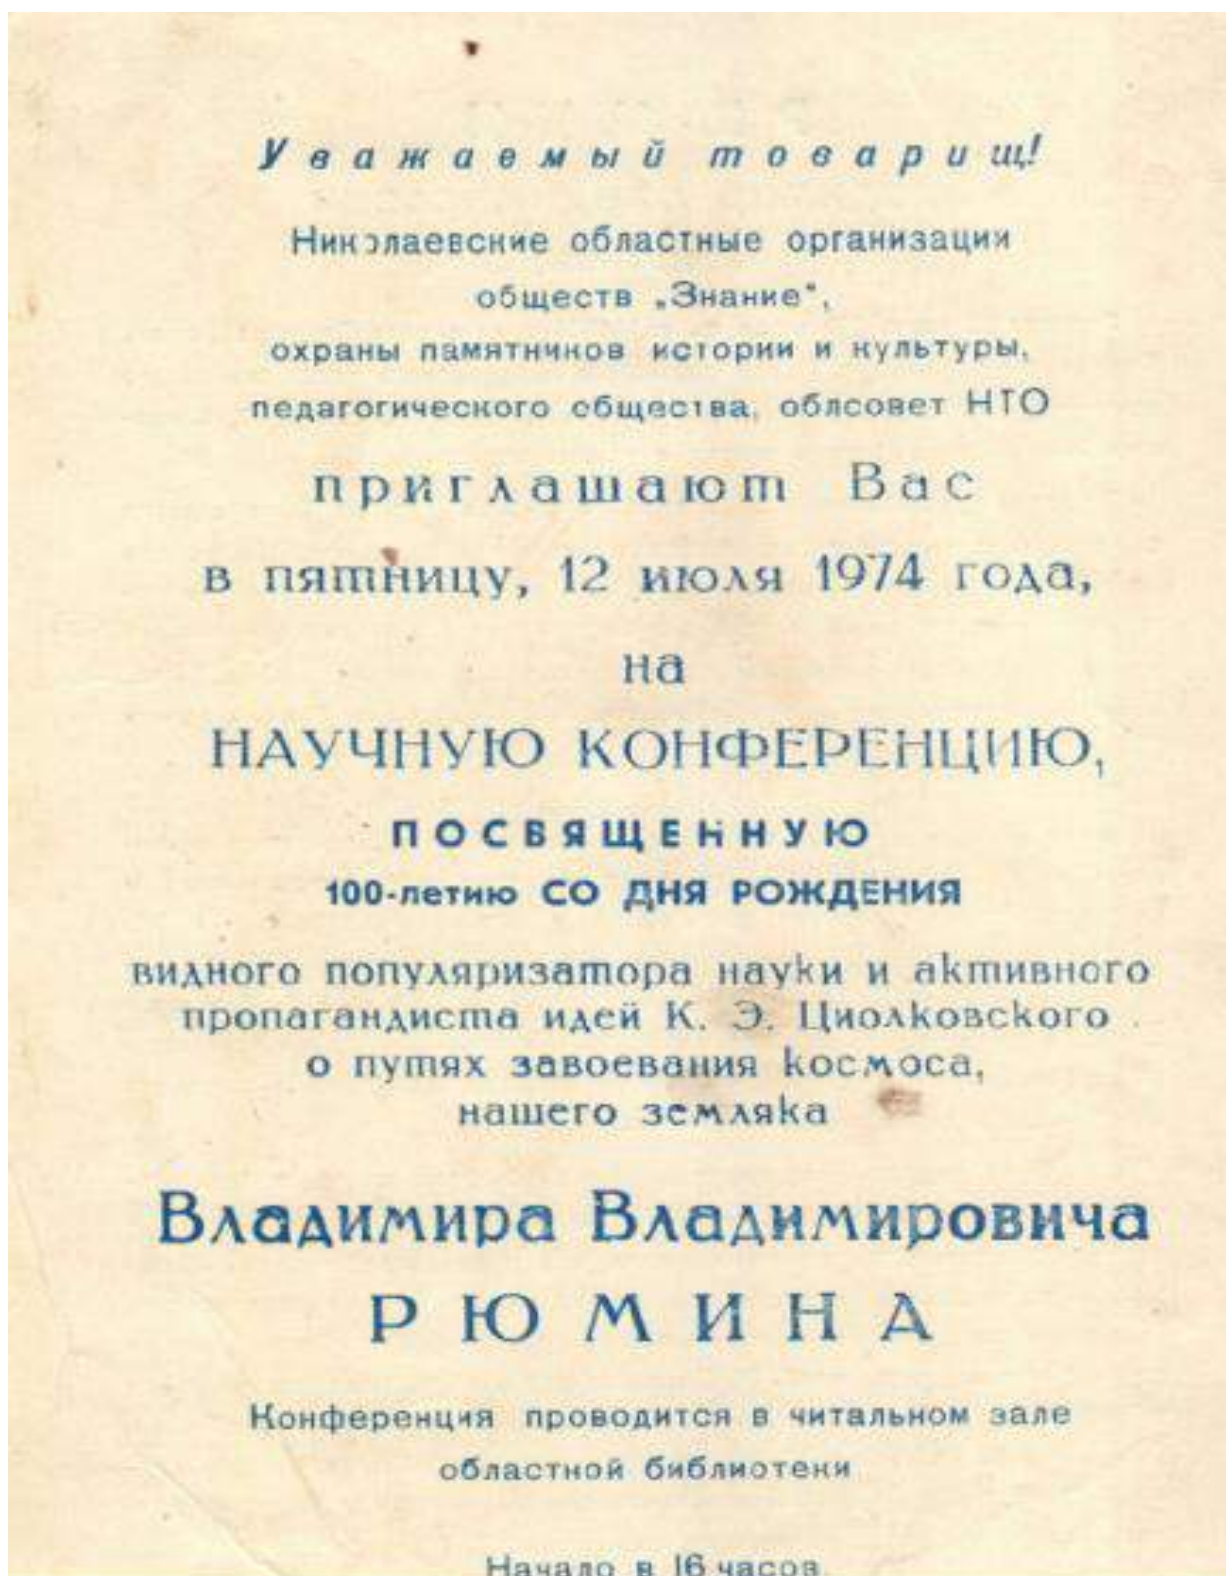 Уважаемый товарищ!
Николаевские областные организации
обществ „Знание“,
охраны памятников истории и культуры,
педагогического общества, облсовет НТО
приглашают Вас
в пятницу, 12 июля 1974 года,
на
НАУЧНУЮ КОНФЕРЕНЦИЮ,
ПОСВЯЩЕННУЮ
100-летию СО ДНЯ РОЖДЕНИЯ
видного популяризатора науки и активного
пропагандиста идей К. Э. Циолковского
о путях завоевания космоса,
нашего земляка
Владимира Владимировича
РЮМИНА
Конференция проводится в читальном зале
областной библиотеки
Начало в 16 часов.